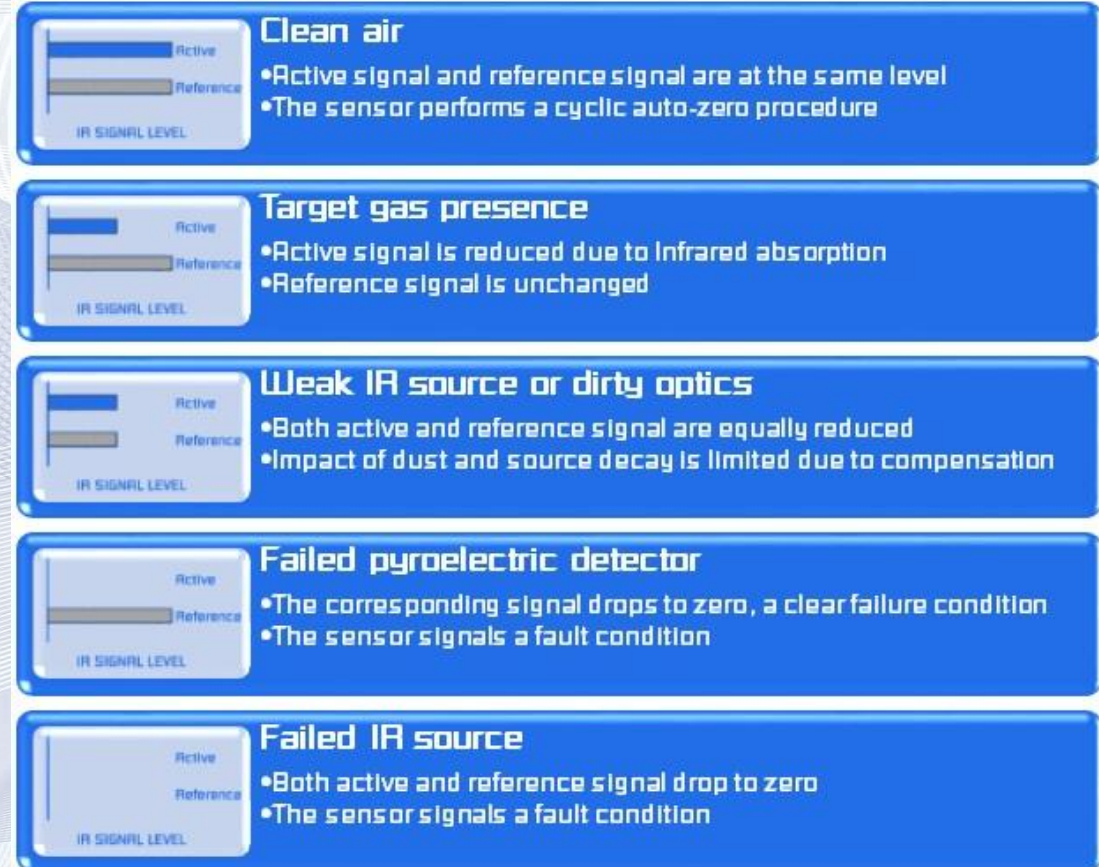 Clean air
Active
•Active signal and reference signal are at the same level
Reference
•The sensor performs a cyclic auto-zero procedure
IR SIGNAL LEVEL
Target gas presence
Active
•Active signal is reduced due to Infrared absorption
Reference
•Reference signal is unchanged
IR SIGNAL LEVEL
Weak IR source or dirty optics
Active
•Both active and reference signal are equally reduced
Reference
•Impact of dust and source decay is limited due to compensation
IR SIGNAL LEVEL
Failed pyroelectric detector
Active
•The corresponding signal drops to zero, a clear failure condition
Reference
•The sensor signals a fault condition
IR SIGNAL LEVEL
Failed IR source
Active
•Both active and reference signal drop to zero
Reference
•The sensor signals a fault condition
IR SIGNAL LEVEL